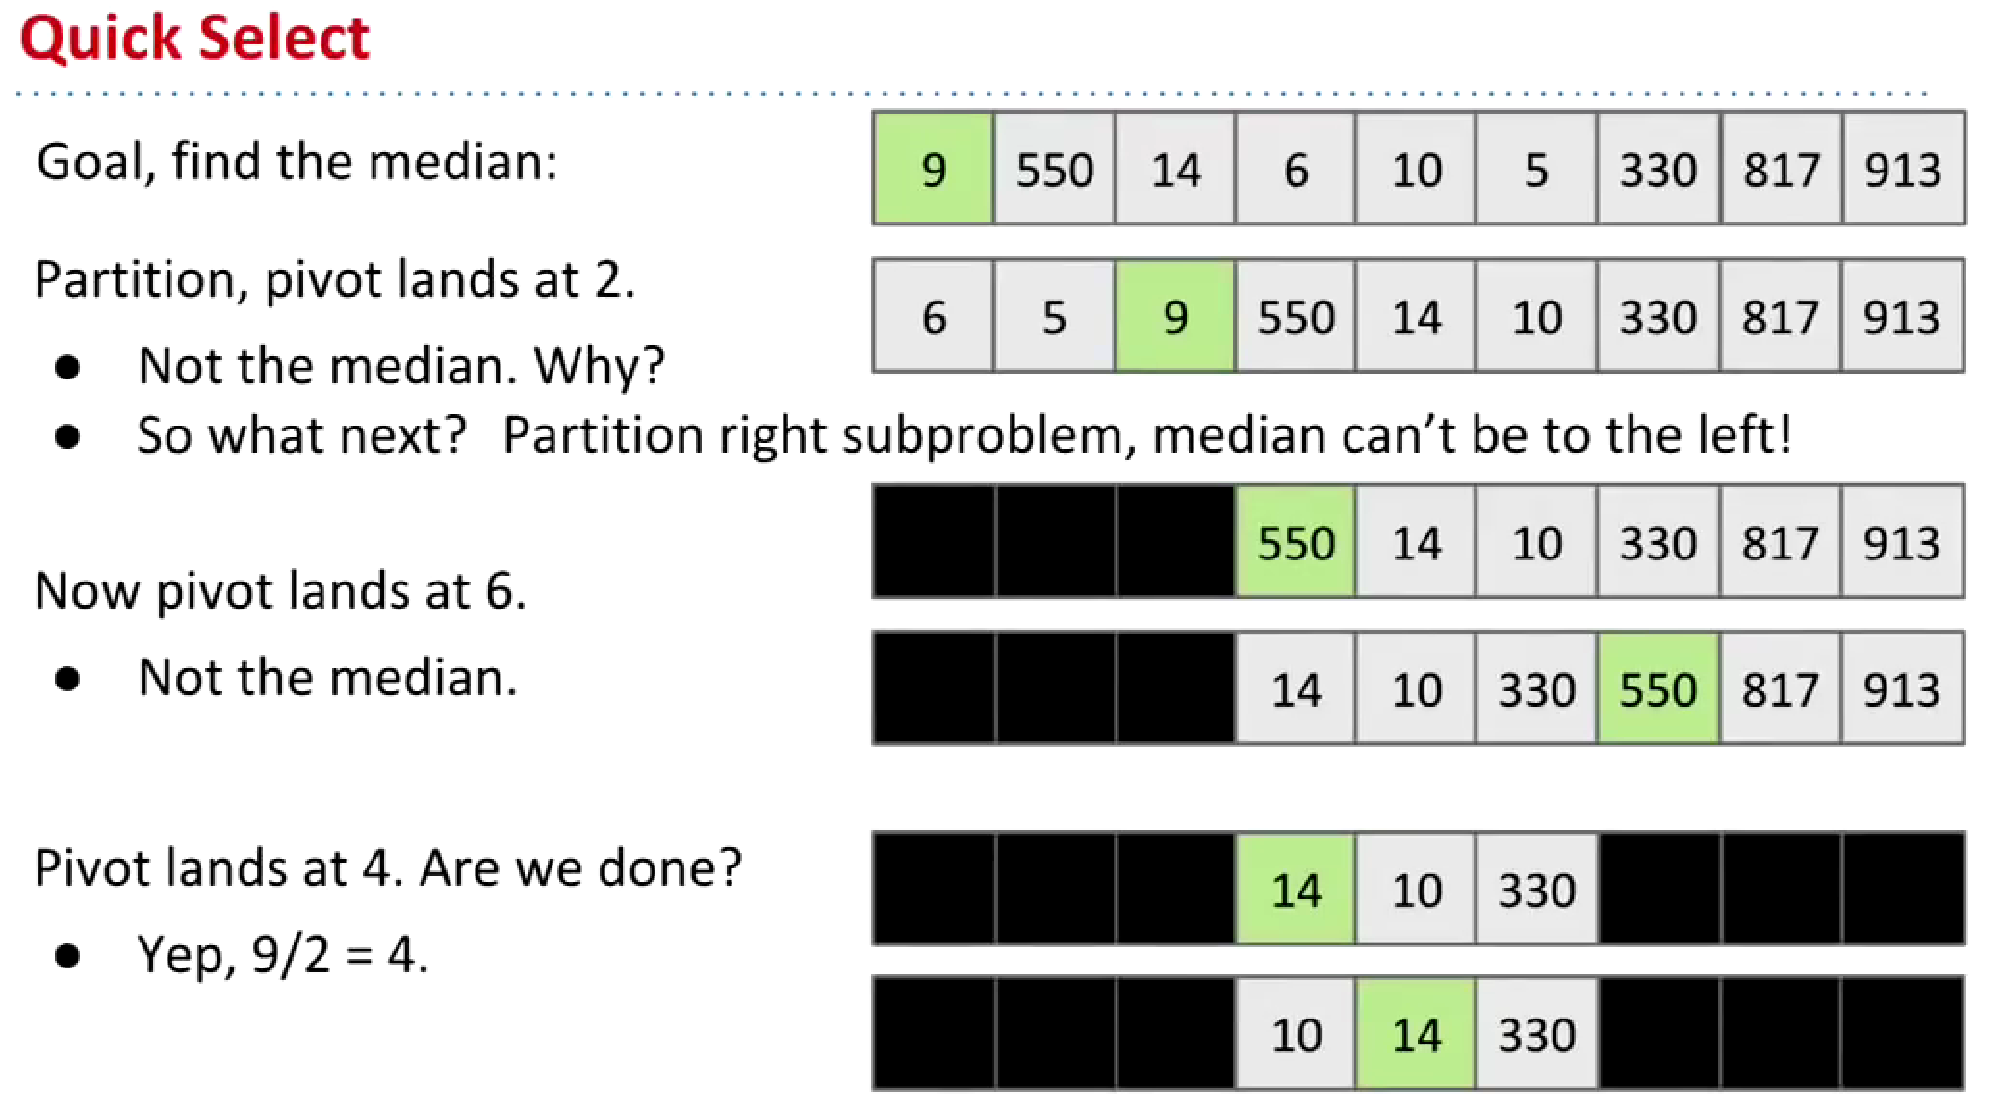 Quick Select
Goal, find the median:
9 550 14 6 10 5 330 817 913
Partition, pivot lands at 2.
6 5 9 550 14 10 330 817 913
● Not the median. Why?
● So what next? Partition right subproblem, median can’t be to the left!
550 14 10 330 817 913
Now pivot lands at 6.
14 10 330 550 817 913
● Not the median.
14 10 330
Pivot lands at 4. Are we done?
● Yep, 9/2 = 4.
10 14 330